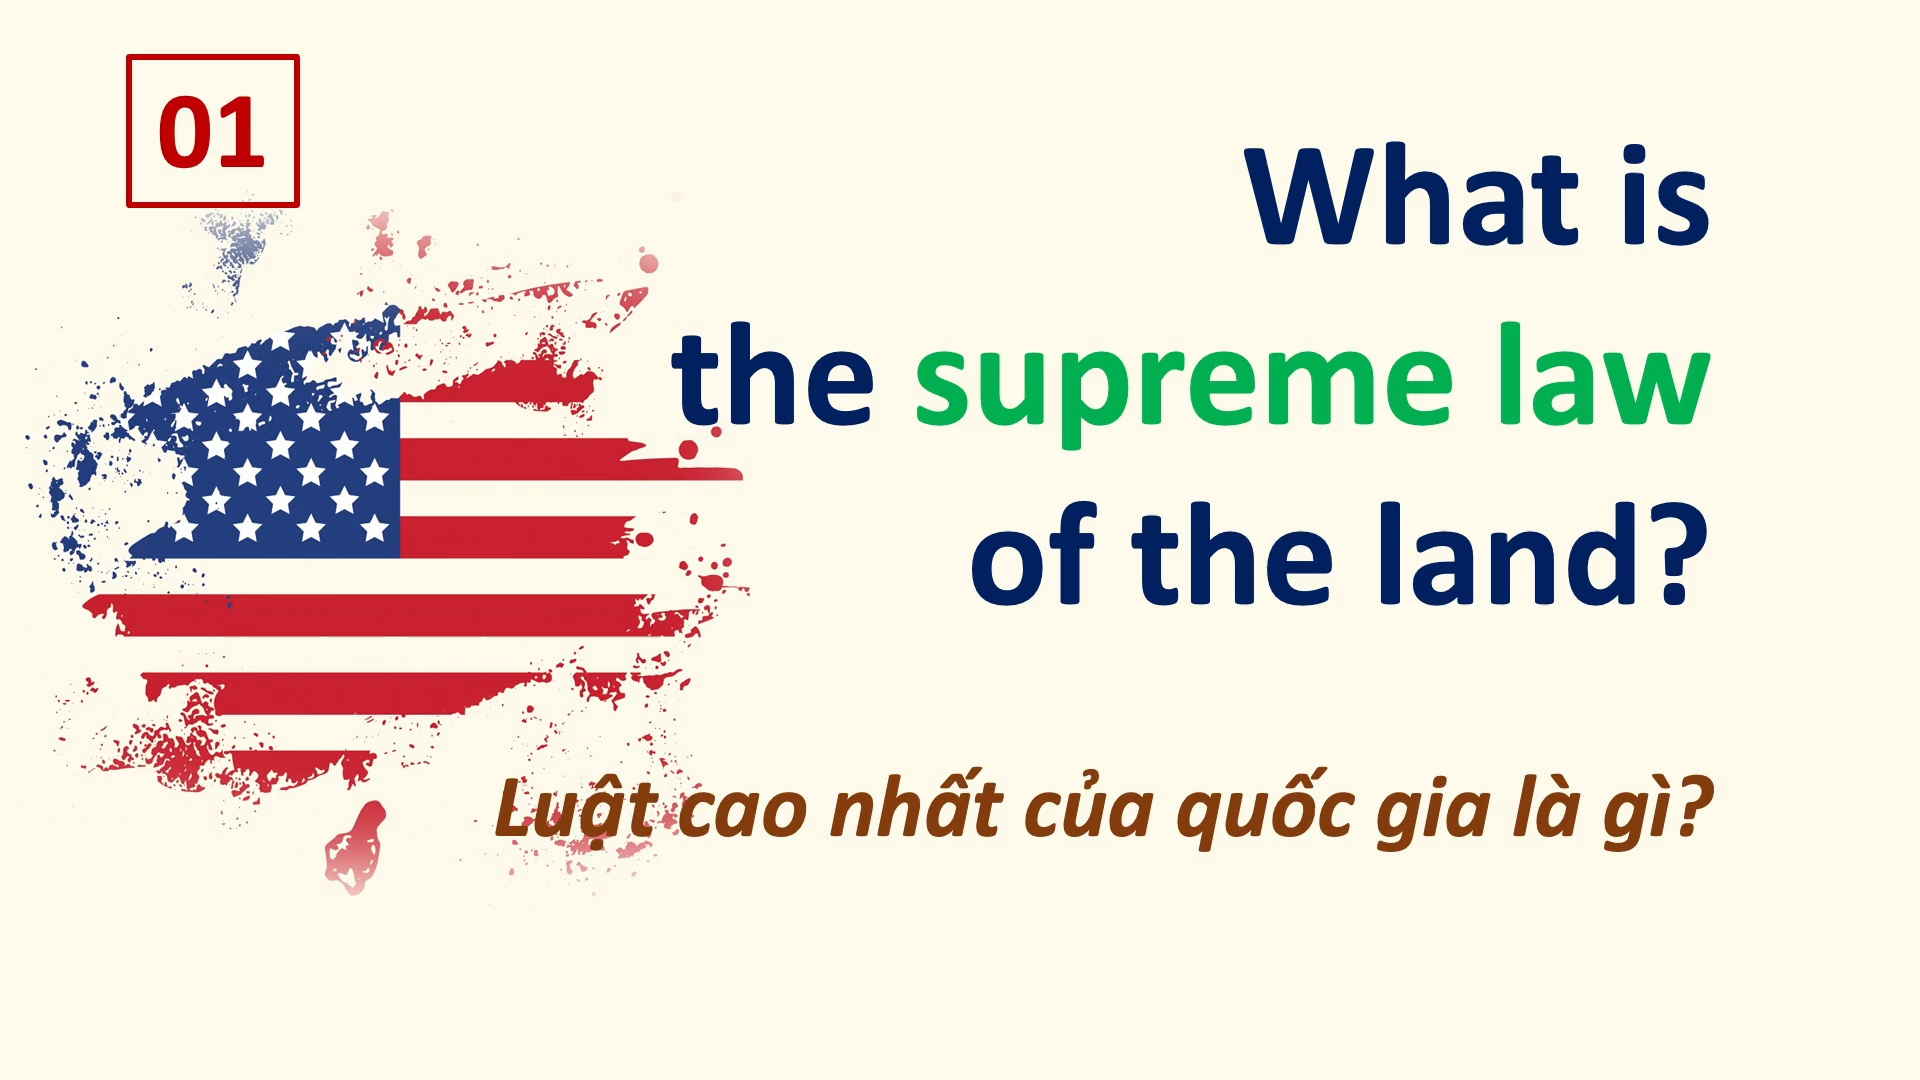 01
What is
the supreme law
of the land?
Luật cao nhất của quốc gia là gì?